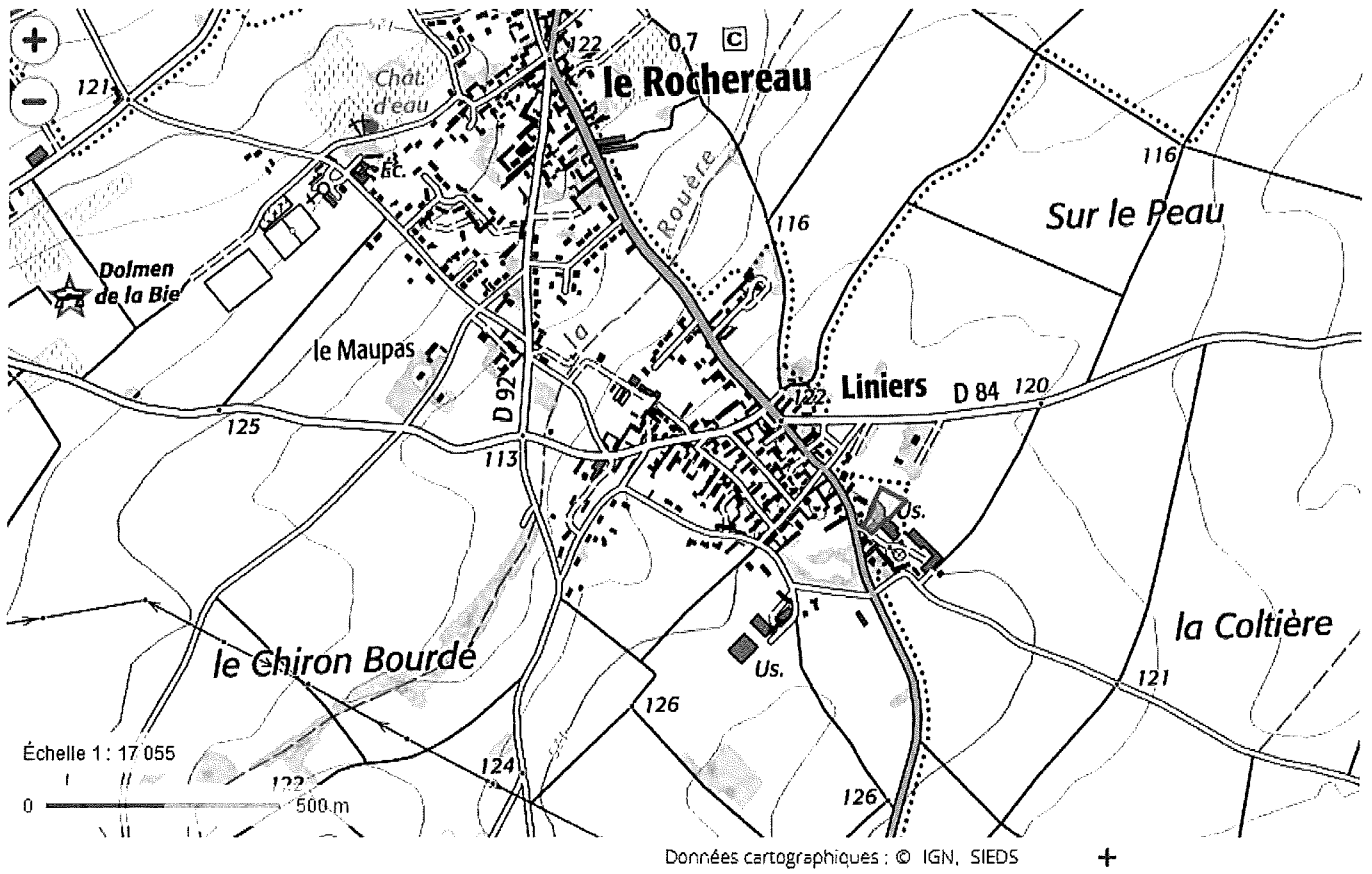 +
−
122
0,7 C
le Rochereau
Chât.
d'eau
121
Éc.
116
Rouère
Sur le Peau
116
Dolmen
de la Bie
la
le Maupas
D 92
Liniers
122
D 84
120
125
113
Us.
la Coltière
le Chiron Bourdé
Us.
121
126
Échelle 1 : 17 055
122
124
0
500 m
126
Données cartographiques : © IGN, SIEDS